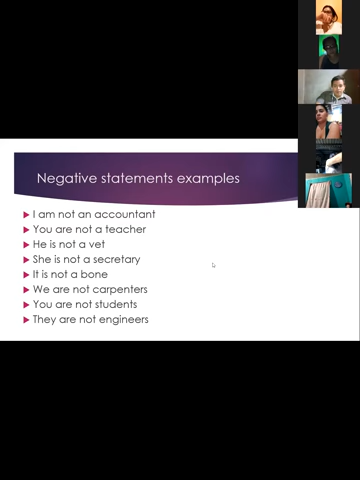 Negative statements examples
I am not an accountant
You are not a teacher
He is not a vet
She is not a secretary
It is not a bone
We are not carpenters
You are not students
They are not engineers